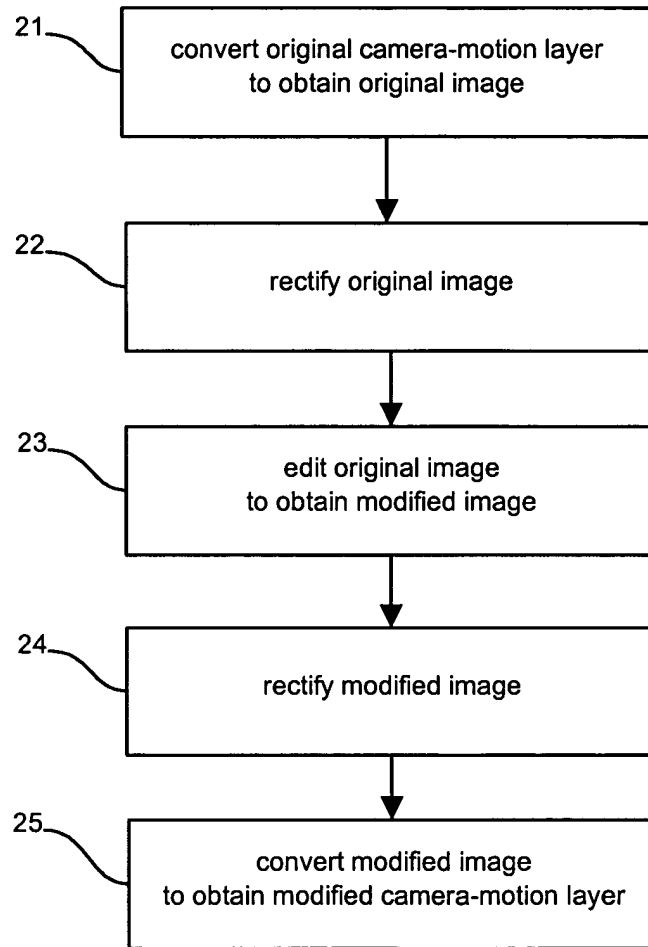 21
convert original camera-motion layer
to obtain original image
22
rectify original image
23
edit original image
to obtain modified image
24
rectify modified image
25
convert modified image
to obtain modified camera-motion layer